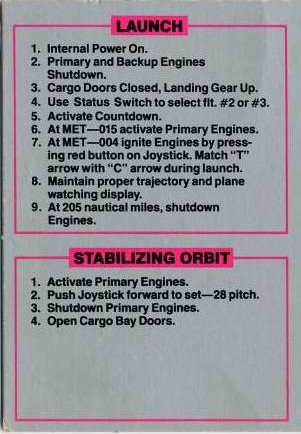 LAUNCH
1. Internal Power On.
2. Primary and Backup Engines
Shutdown.
3. Cargo Doors Closed, Landing Gear Up.
4. Use Status Switch to select flt. #2 or #3.
5. Activate Countdown.
6. At MET—015 activate Primary Engines.
7. At MET—004 ignite Engines by press-
ing red button on Joystick. Match “T”
arrow with “C” arrow during launch.
8. Maintain proper trajectory and plane
watching display.
9. At 205 nautical miles, shutdown
Engines.
STABILIZING ORBIT
1. Activate Primary Engines.
2. Push Joystick forward to set—28 pitch.
3. Shutdown Primary Engines.
4. Open Cargo Bay Doors.